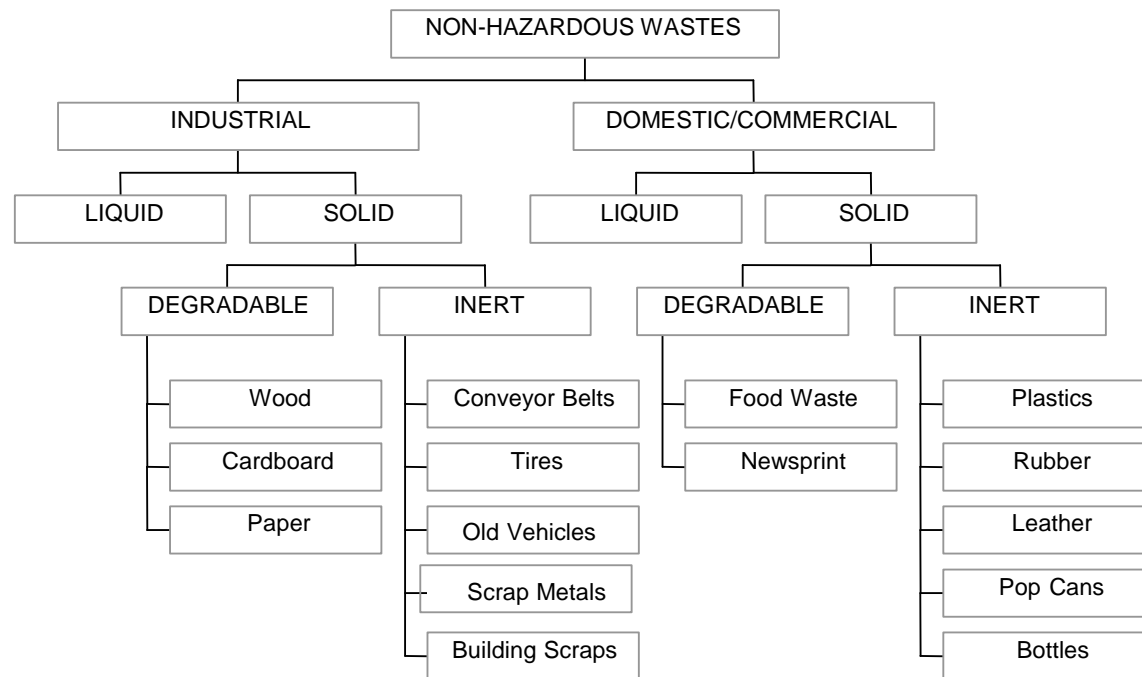 NON-HAZARDOUS WASTES
INDUSTRIAL
DOMESTIC/COMMERCIAL
LIQUID
SOLID
LIQUID
SOLID
DEGRADABLE
INERT
DEGRADABLE
INERT
Wood
Conveyor Belts
Food Waste
Plastics
Cardboard
Tires
Newsprint
Rubber
Paper
Old Vehicles
Leather
Scrap Metals
Pop Cans
Building Scraps
Bottles